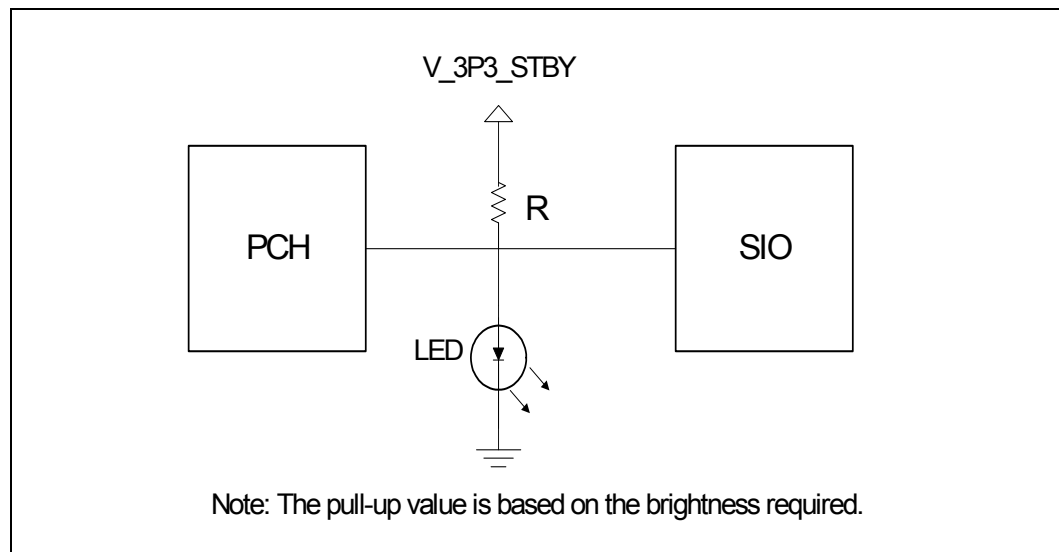 V_3P3_STBY
R
PCH
SIO
LED
Note: The pull-up value is based on the brightness required.